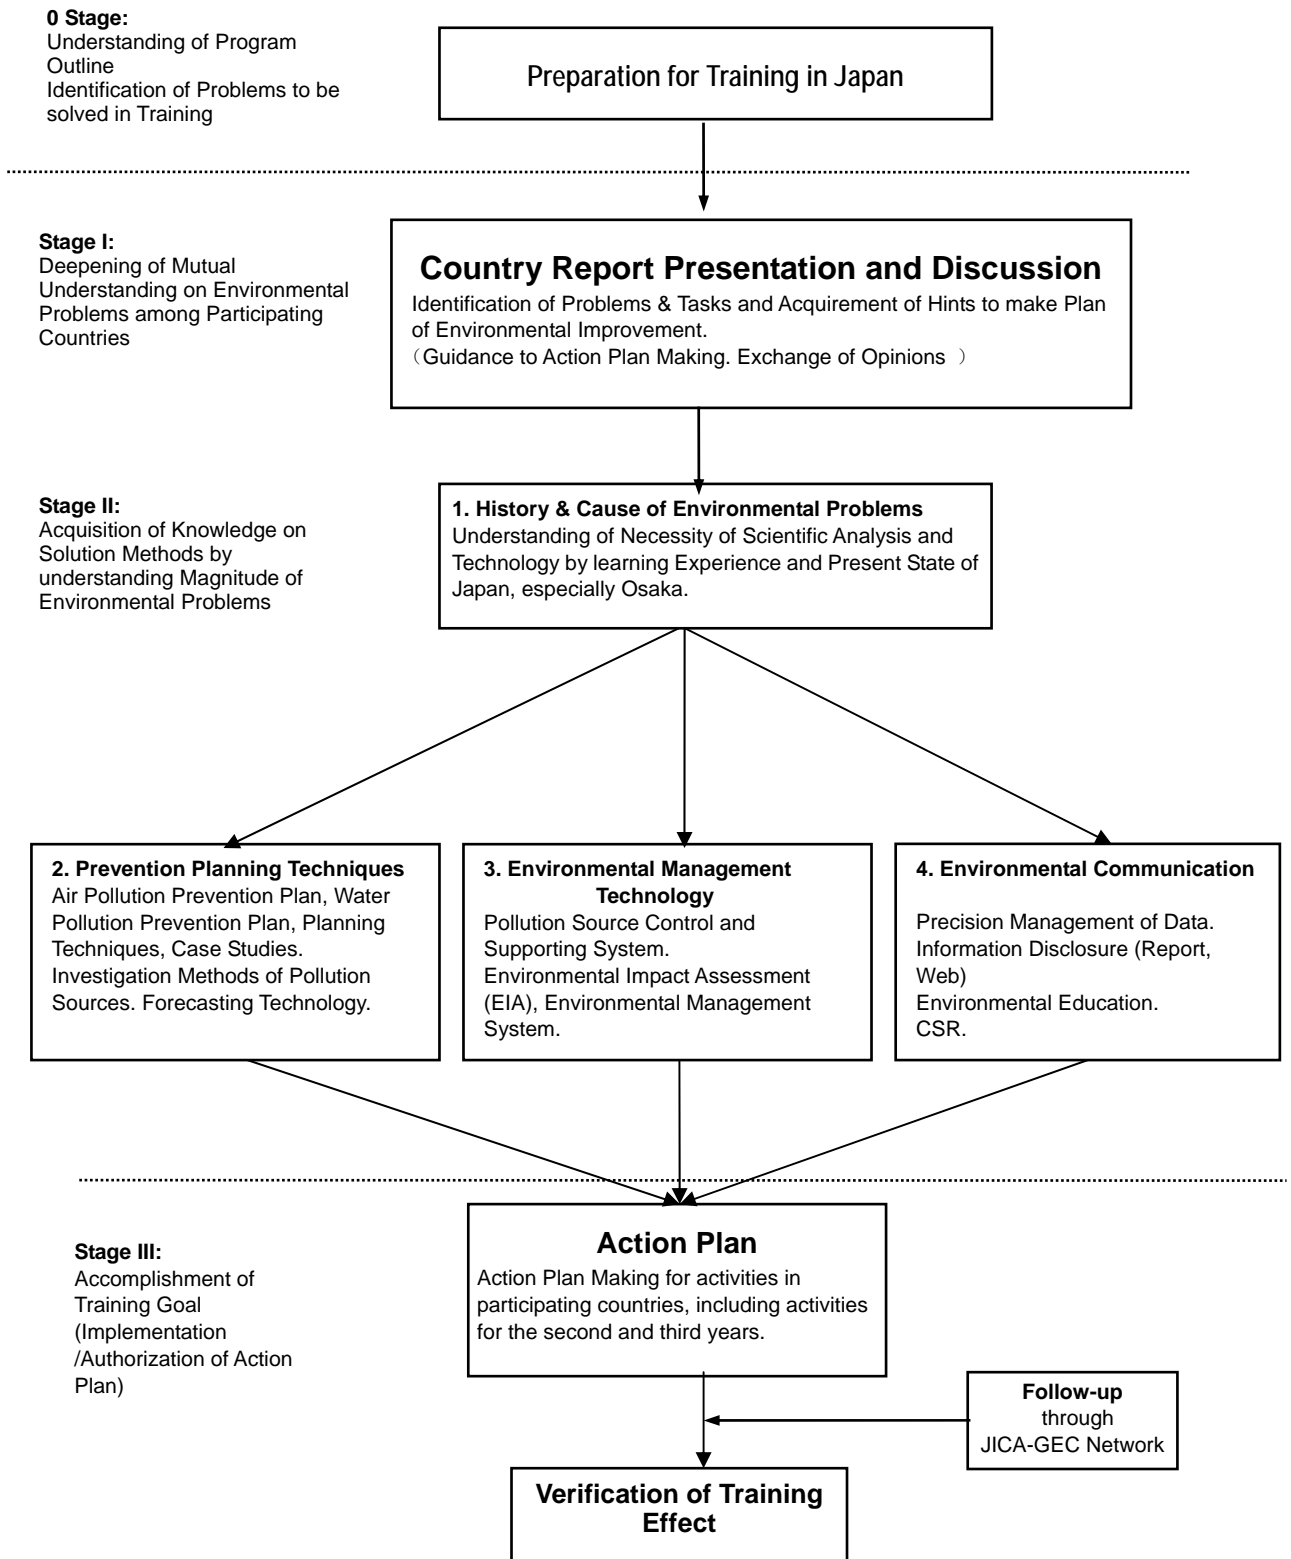 0 Stage:
Understanding of Program
Outline
Identification of Problems to be
solved in Training
Preparation for Training in Japan
Stage I:
Deepening of Mutual
Understanding on Environmental
Problems among Participating
Countries
Country Report Presentation and Discussion
Identification of Problems & Tasks and Acquirement of Hints to make Plan
of Environmental Improvement.
（Guidance to Action Plan Making. Exchange of Opinions ）
Stage II:
Acquisition of Knowledge on
Solution Methods by
understanding Magnitude of
Environmental Problems
1. History & Cause of Environmental Problems
Understanding of Necessity of Scientific Analysis and
Technology by learning Experience and Present State of
Japan, especially Osaka.
2. Prevention Planning Techniques
Air Pollution Prevention Plan, Water
Pollution Prevention Plan, Planning
Techniques, Case Studies.
Investigation Methods of Pollution
Sources. Forecasting Technology.
3. Environmental Management
Technology
Pollution Source Control and
Supporting System.
Environmental Impact Assessment
(EIA), Environmental Management
System.
4. Environmental Communication
Precision Management of Data.
Information Disclosure (Report,
Web)
Environmental Education.
CSR.
Stage III:
Accomplishment of
Training Goal
(Implementation
/Authorization of Action
Plan)
Action Plan
Action Plan Making for activities in
participating countries, including activities
for the second and third years.
Follow-up
through
JICA-GEC Network
Verification of Training
Effect